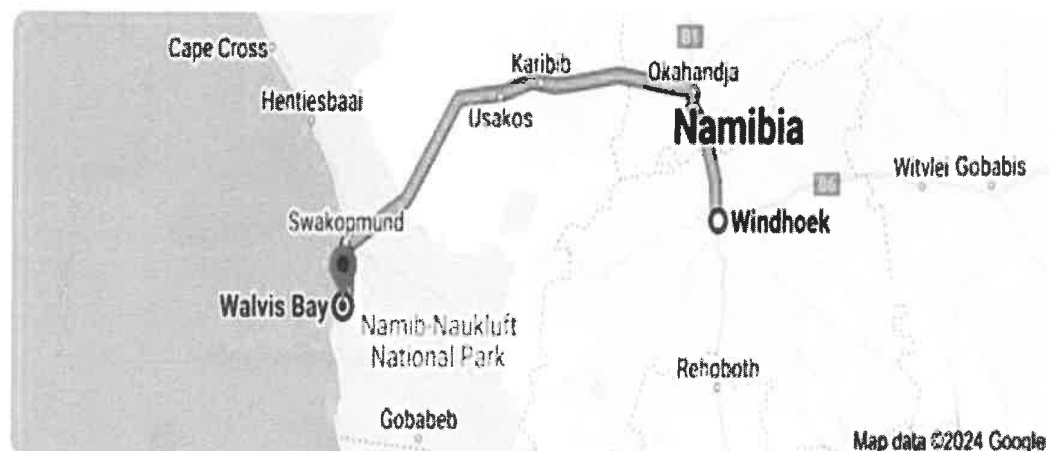 B1
Cape Cross
Karibib
Okahandja
Hentiesbaai
Usakos
Namibia
Witvlei Gobabis
B6
Swakopmund
Windhoek
Walvis Bay
Namib-Naukluft
National Park
Rehoboth
Gobabeb
Map data ©2024 Google